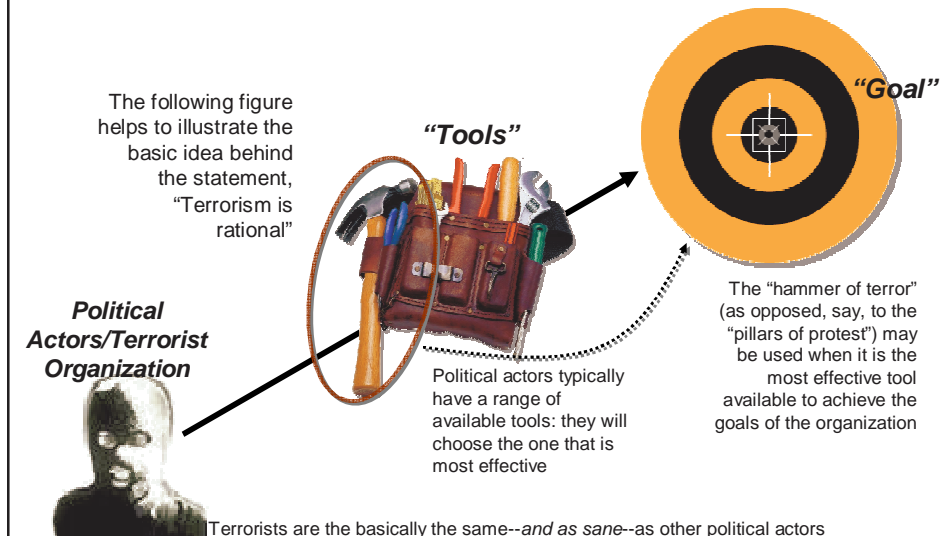 The following figure
helps to illustrate the
basic idea behind
the statement,
“Terrorism is
rational”
“Tools”
“Goal”
Political
Actors/Terrorist
Organization
Political actors typically
have a range of
available tools: they will
choose the one that is
most effective
The “hammer of terror”
(as opposed, say, to the
“pillars of protest”) may
be used when it is the
most effective tool
available to achieve the
goals of the organization
Terrorists are the basically the same--and as sane--as other political actors